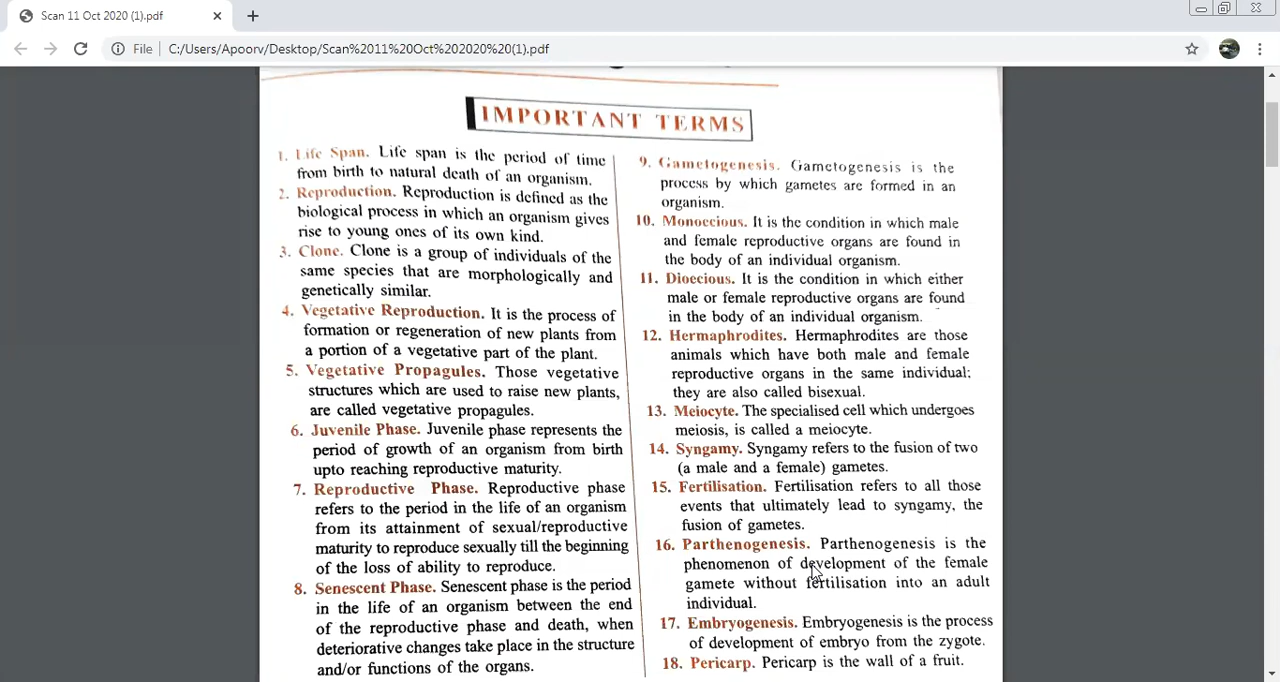 Scan 11 Oct 2020 (1).pdf
File
C:/Users/Apoorv/Desktop/Scan%2011%20Oct%202020%20(1).pdf
IMPORTANT TERMS
1. Life Span. Life span is the period of time
from birth to natural death of an organism.
2. Reproduction. Reproduction is defined as the
biological process in which an organism gives
rise to young ones of its own kind.
3. Clone. Clone is a group of individuals of the
same species that are morphologically and
genetically similar.
4. Vegetative Reproduction. It is the process of
formation or regeneration of new plants from
a portion of a vegetative part of the plant.
5. Vegetative Propagules. Those vegetative
structures which are used to raise new plants,
are called vegetative propagules.
6. Juvenile Phase. Juvenile phase represents the
period of growth of an organism from birth
upto reaching reproductive maturity.
7. Reproductive Phase. Reproductive phase
refers to the period in the life of an organism
from its attainment of sexual/reproductive
maturity to reproduce sexually till the beginning
of the loss of ability to reproduce.
8. Senescent Phase. Senescent phase is the period
in the life of an organism between the end
of the reproductive phase and death, when
deteriorative changes take place in the structure
and/or functions of the organs.
9. Gametogenesis. Gametogenesis is the
process by which gametes are formed in an
organism.
10. Monoecious. It is the condition in which male
and female reproductive organs are found in
the body of an individual organism.
11. Dioecious. It is the condition in which either
male or female reproductive organs are found
in the body of an individual organism.
12. Hermaphrodites. Hermaphrodites are those
animals which have both male and female
reproductive organs in the same individual;
they are also called bisexual.
13. Meiocyte. The specialised cell which undergoes
meiosis, is called a meiocyte.
14. Syngamy. Syngamy refers to the fusion of two
(a male and a female) gametes.
15. Fertilisation. Fertilisation refers to all those
events that ultimately lead to syngamy, the
fusion of gametes.
16. Parthenogenesis. Parthenogenesis is the
phenomenon of development of the female
gamete without fertilisation into an adult
individual.
17. Embryogenesis. Embryogenesis is the process
of development of embryo from the zygote.
18. Pericarp. Pericarp is the wall of a fruit.